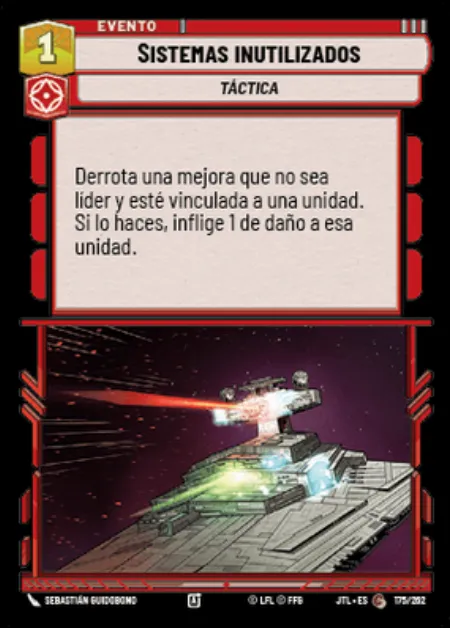 EVENTO
1
SISTEMAS INUTILIZADOS
TÁCTICA
Derrota una mejora que no sea
líder y esté vinculada a una unidad.
Si lo haces, inflige 1 de daño a esa
unidad.
SEBASTIÁN GUIDOBONO
© LFL © FFG
JTL • ES
C
175/262